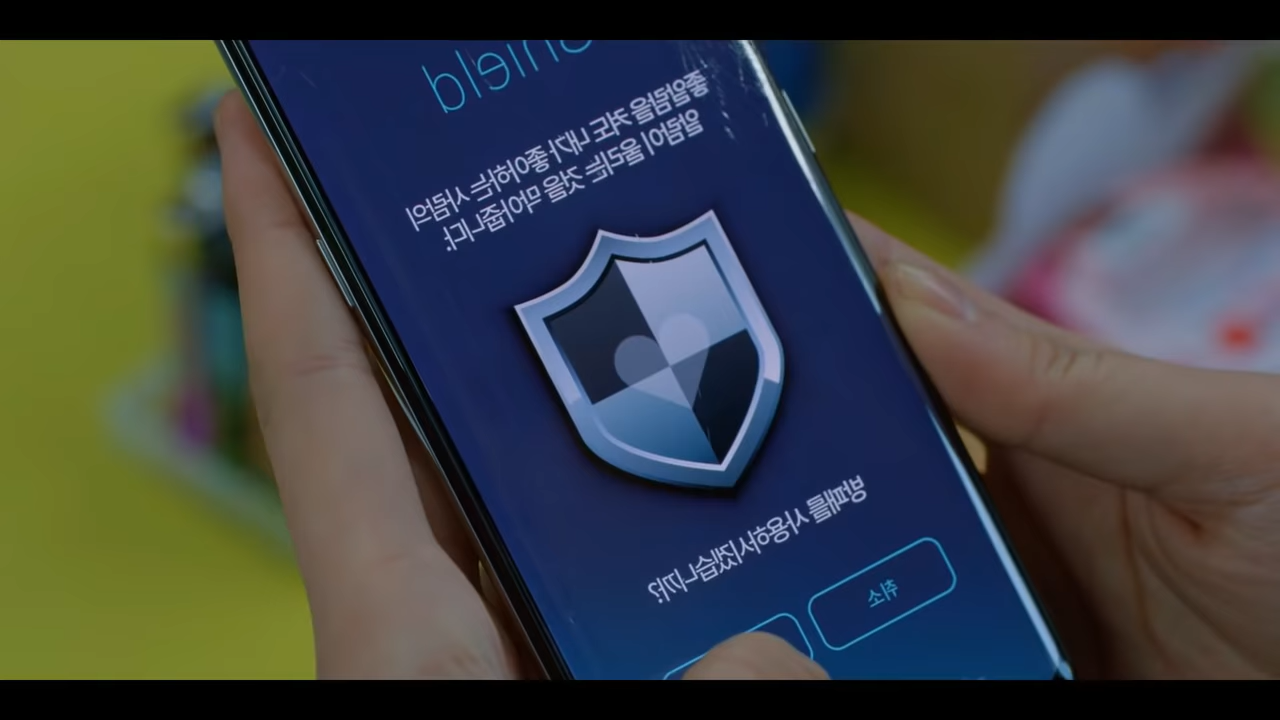 Shield
좋알람을 켜도 내가 좋아하는 사람의
알람이 울리는 것을 막아줍니다.
방패를 사용하시겠습니까?
취소